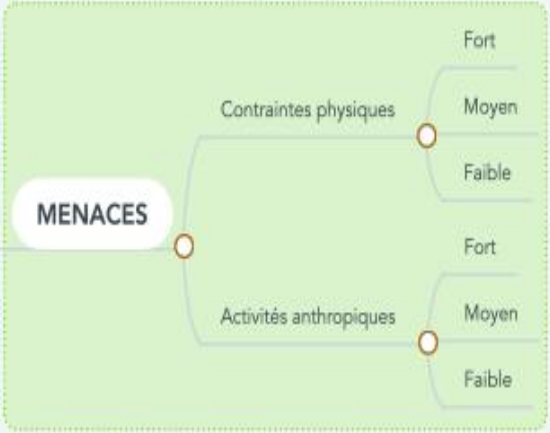 MENACES
Contraintes physiques
Fort
Moyen
Faible
Activités anthropiques
Fort
Moyen
Faible